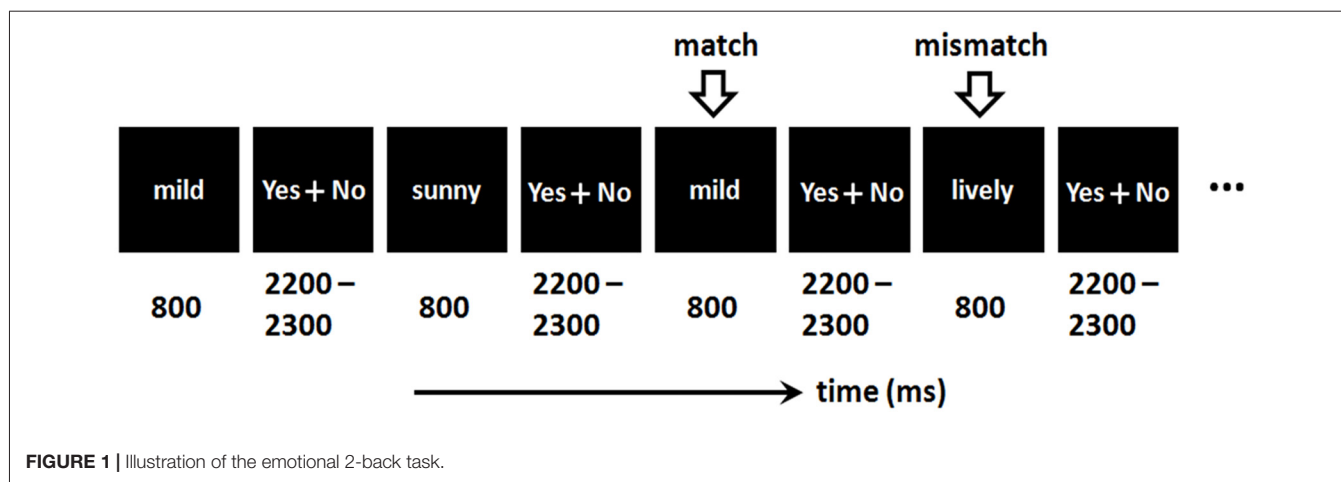 match mismatch
mild Yes + No sunny Yes + No mild Yes + No lively Yes + No ...
800 2200 – 2300 800 2200 – 2300 800 2200 – 2300 800 2200 – 2300
time (ms)
FIGURE 1 | Illustration of the emotional 2-back task.